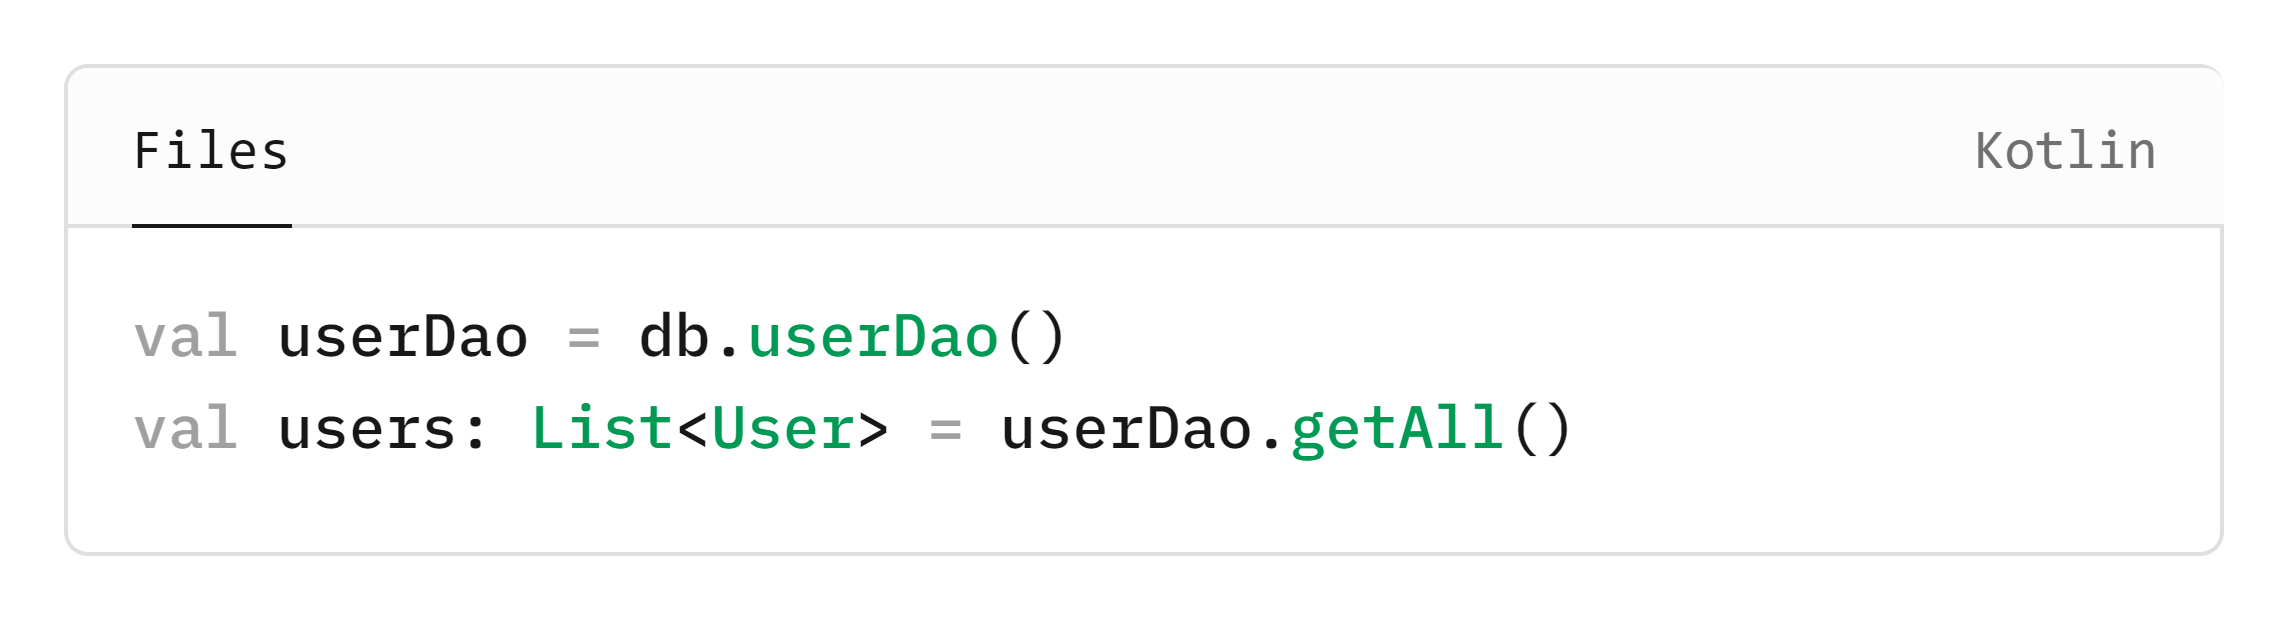 Files
Kotlin
val userDao = db.userDao()
val users: List<User> = userDao.getAll()